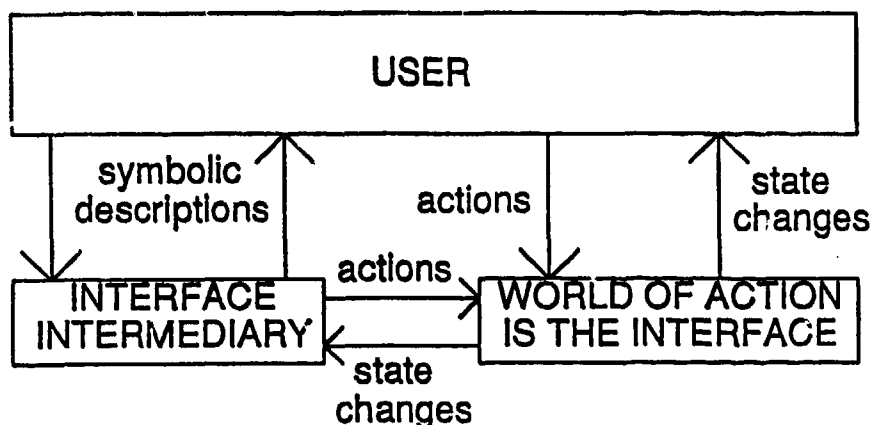 USER
symbolic
descriptions
actions
state
changes
actions
INTERFACE
INTERMEDIARY
WORLD OF ACTION
IS THE INTERFACE
state
changes